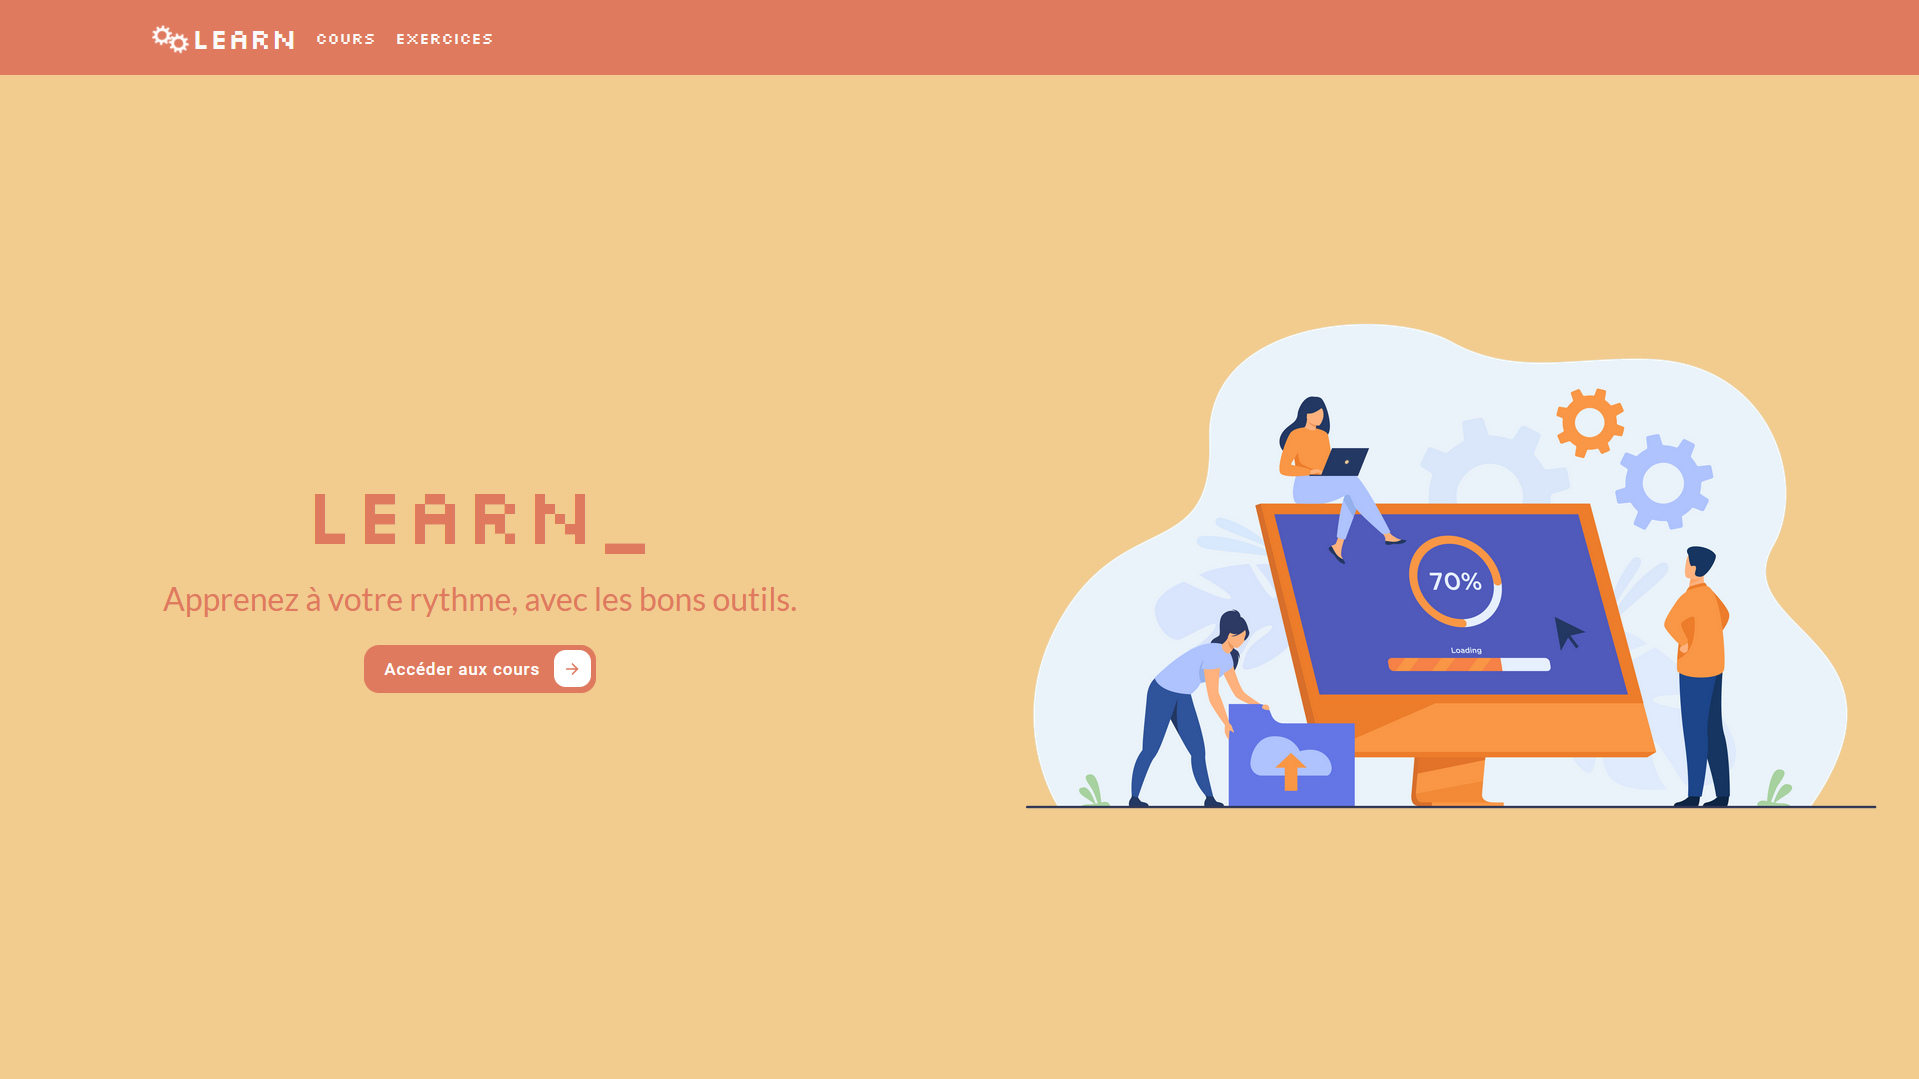 LEARN COURS EXERCICES
LEARN_
Apprenez à votre rythme, avec les bons outils.
Accéder aux cours
70%
Loading